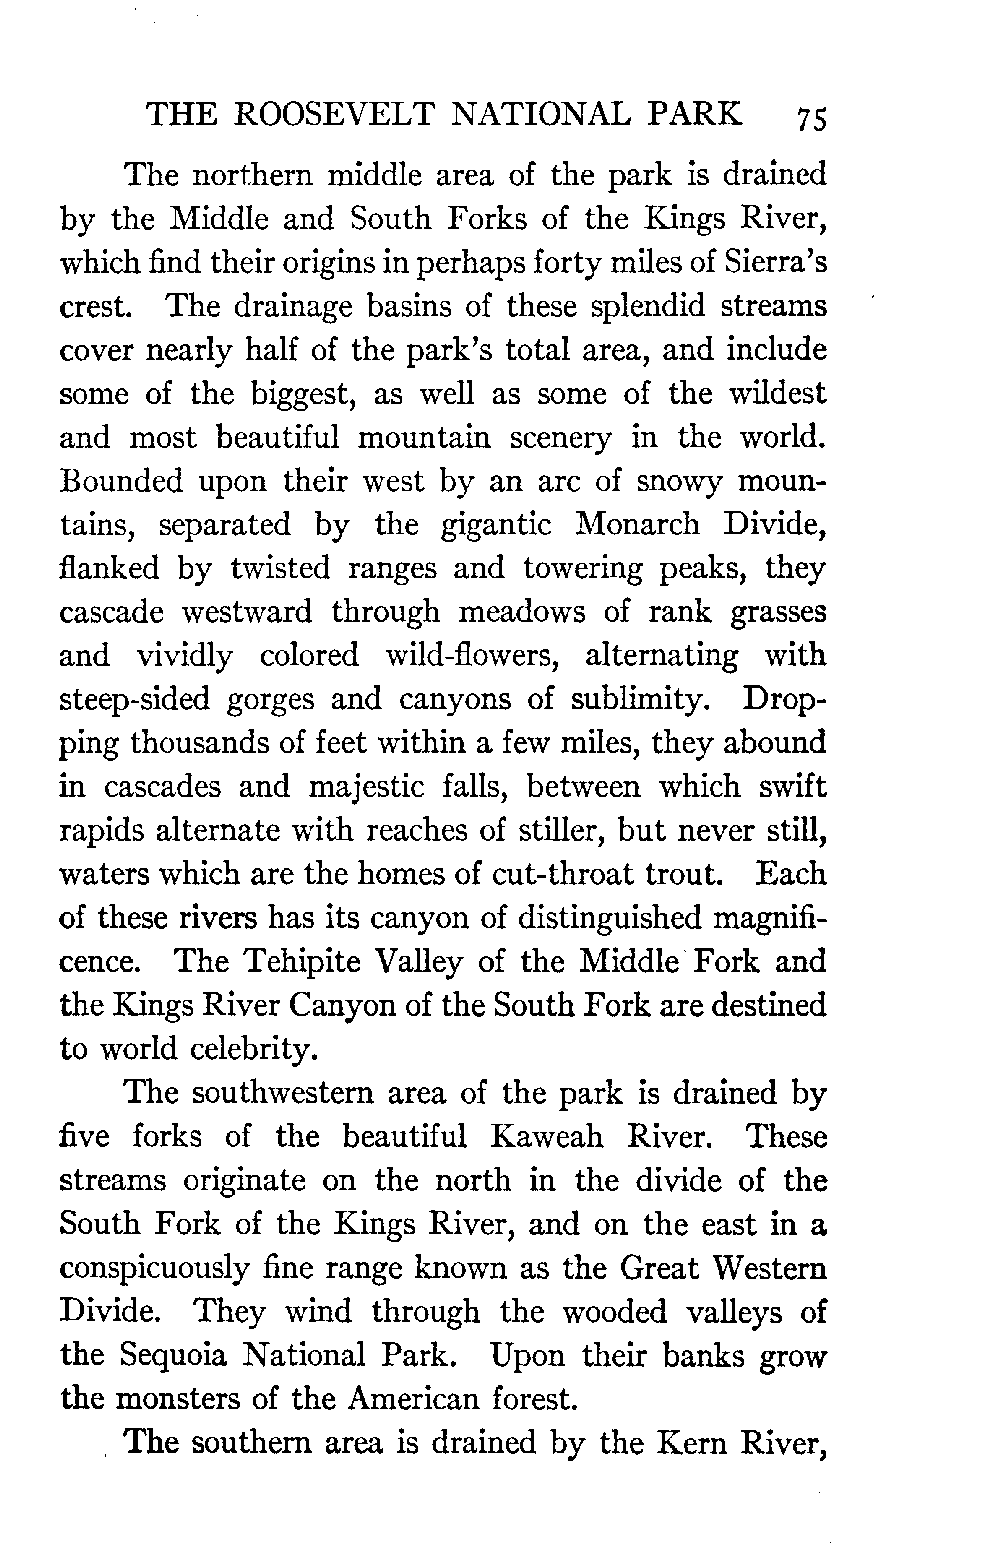 THE ROOSEVELT NATIONAL PARK 75
The northern middle area of the park is drained
by the Middle and South Forks of the Kings River,
which find their origins in perhaps forty miles of Sierra's
crest. The drainage basins of these splendid streams
cover nearly half of the park's total area, and include
some of the biggest, as well as some of the wildest
and most beautiful mountain scenery in the world.
Bounded upon their west by an arc of snowy moun-
tains, separated by the gigantic Monarch Divide,
flanked by twisted ranges and towering peaks, they
cascade westward through meadows of rank grasses
and vividly colored wild-flowers, alternating with
steep-sided gorges and canyons of sublimity. Drop-
ping thousands of feet within a few miles, they abound
in cascades and majestic falls, between which swift
rapids alternate with reaches of stiller, but never still,
waters which are the homes of cut-throat trout. Each
of these rivers has its canyon of distinguished magnifi-
cence. The Tehipite Valley of the Middle Fork and
the Kings River Canyon of the South Fork are destined
to world celebrity.
The southwestern area of the park is drained by
five forks of the beautiful Kaweah River. These
streams originate on the north in the divide of the
South Fork of the Kings River, and on the east in a
conspicuously fine range known as the Great Western
Divide. They wind through the wooded valleys of
the Sequoia National Park. Upon their banks grow
the monsters of the American forest.
The southern area is drained by the Kern River,